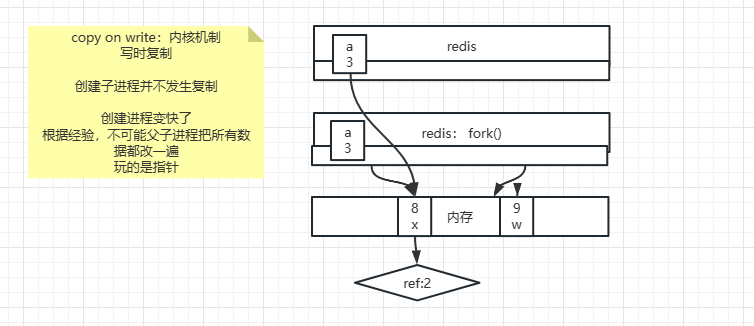 copy on write：内核机制
写时复制
创建子进程并不发生复制
创建进程变快了
根据经验，不可能父子进程把所有数
据都改一遍
玩的是指针
a
3
redis
a
3
redis： fork()
8
x
内存
9
w
ref:2